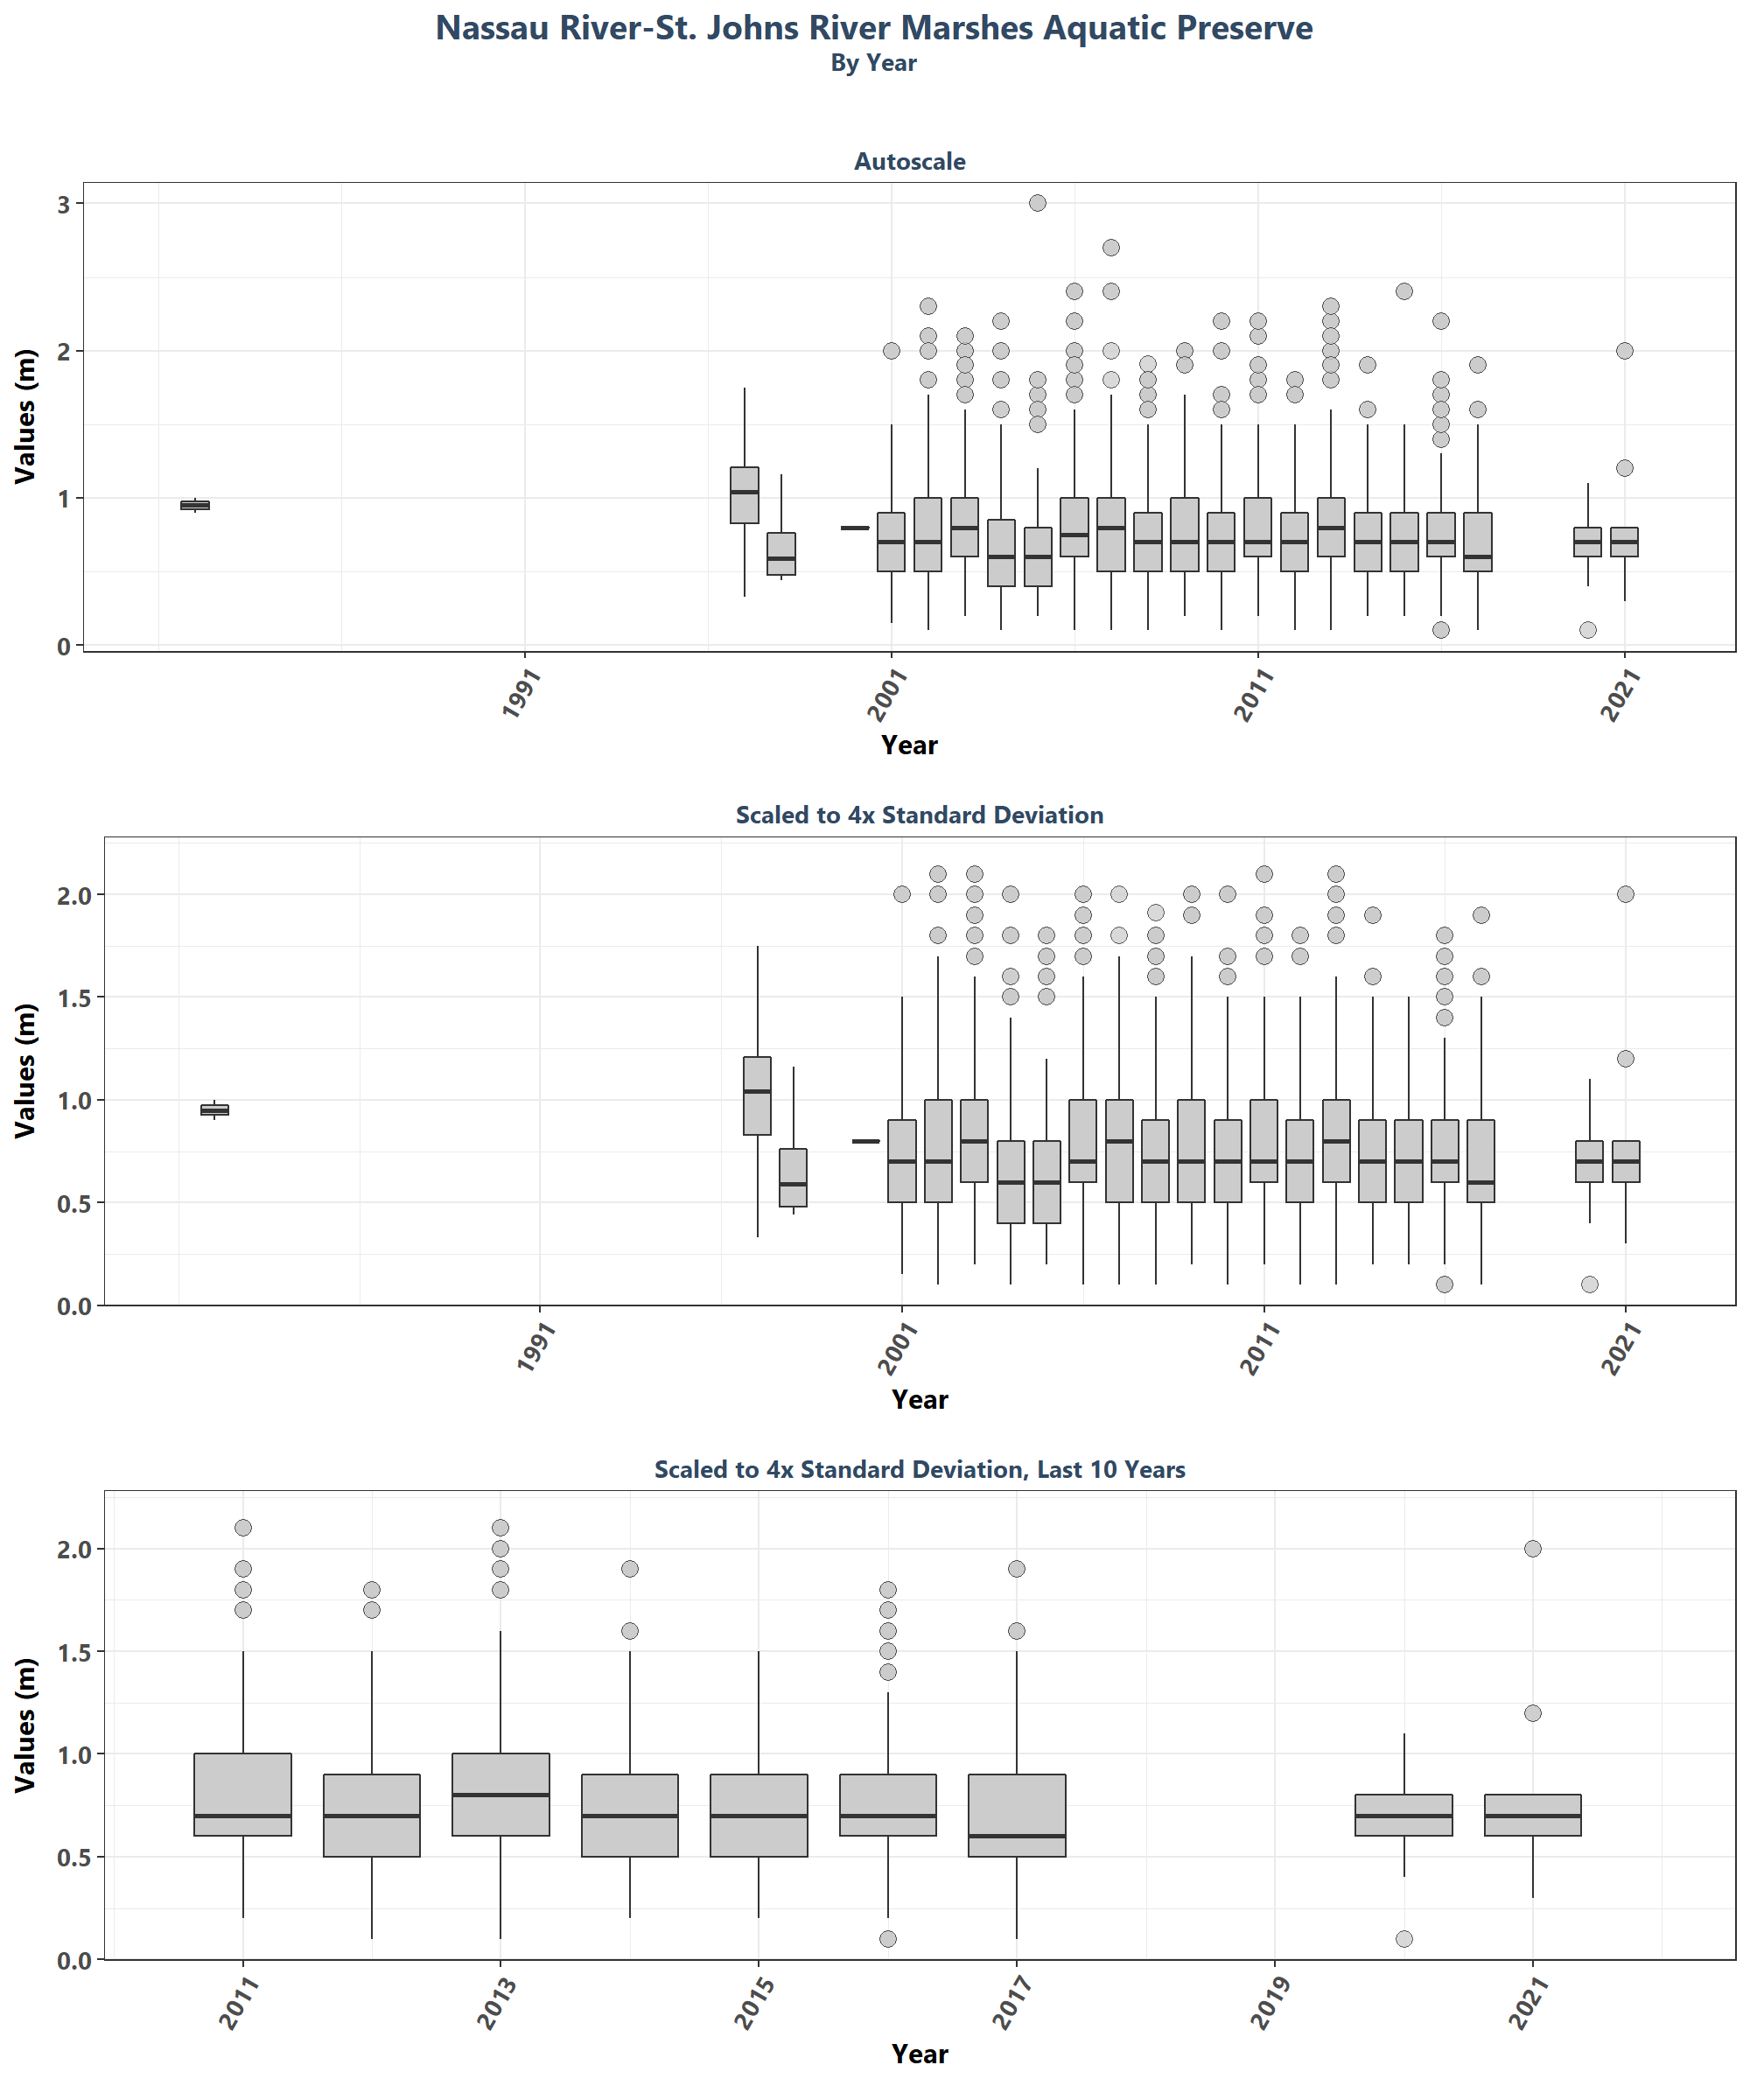 Nassau River-St. Johns River Marshes Aquatic Preserve
By Year
Autoscale
3
2
1
0
Values (m)
1991
2001
2011
2021
Year
Scaled to 4x Standard Deviation
2.0
1.5
1.0
0.5
0.0
Values (m)
1991
2001
2011
2021
Year
Scaled to 4x Standard Deviation, Last 10 Years
2.0
1.5
1.0
0.5
0.0
Values (m)
2011
2013
2015
2017
2019
2021
Year